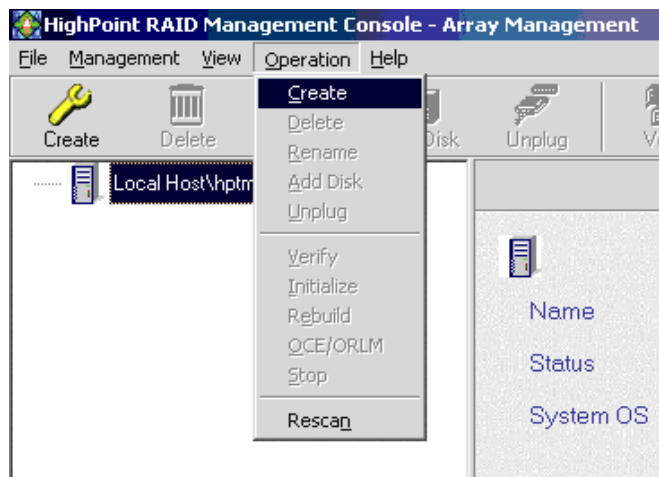 HighPoint RAID Management Console - Array Management
File Management View Operation Help
Create Delete Disk Unplug
Create
Delete
Rename
Add Disk
Unplug
Verify
Initialize
Rebuild
OCE/ORLM
Stop
Rescan
Local Host\hptm
Name
Status
System OS